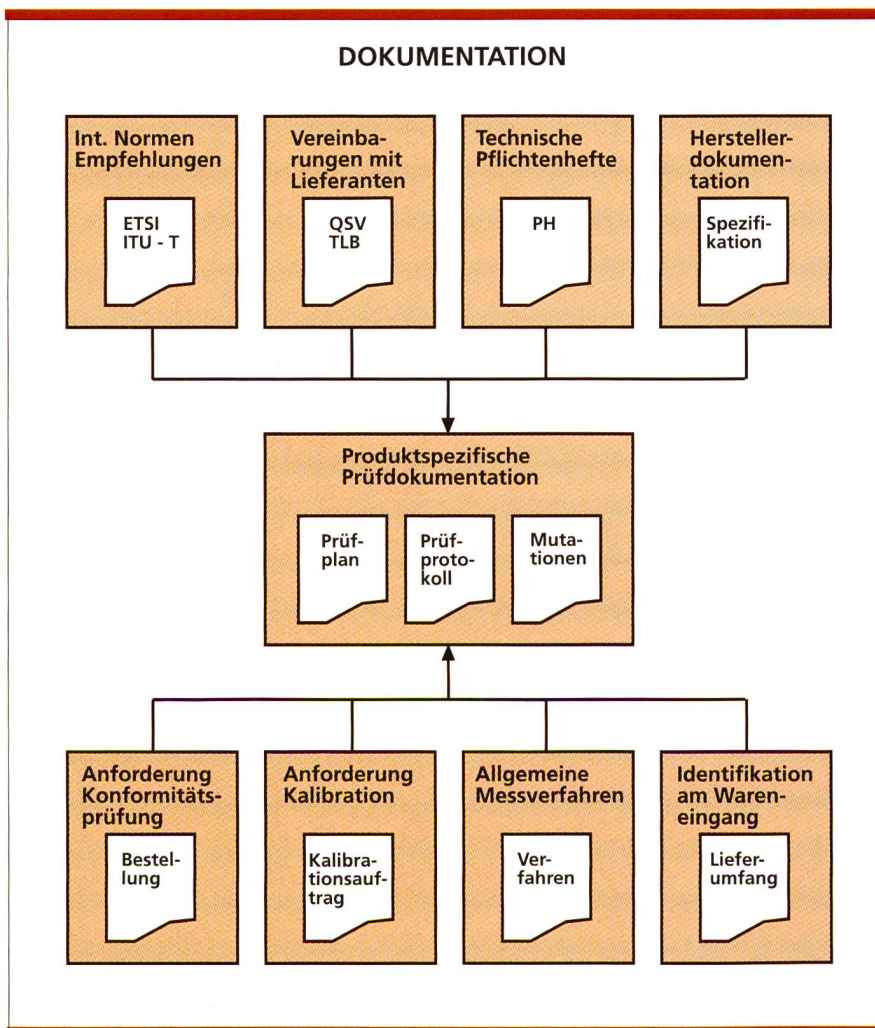 DOKUMENTATION
Int. Normen
Empfehlungen
ETSI
ITU - T
Vereinba-
rungen mit
Lieferanten
QSV
TLB
Technische
Pflichtenhefte
PH
Hersteller-
dokumen-
tation
Spezifi-
kation
Produktspezifische
Prüfdokumentation
Prüf-
plan
Prüf-
proto-
koll
Muta-
tionen
Anforderung
Konformitäts-
prüfung
Bestel-
lung
Anforderung
Kalibration
Kalibra-
tionsauf-
trag
Allgemeine
Messverfahren
Ver-
fahren
Identifikation
am Waren-
eingang
Liefer-
umfang